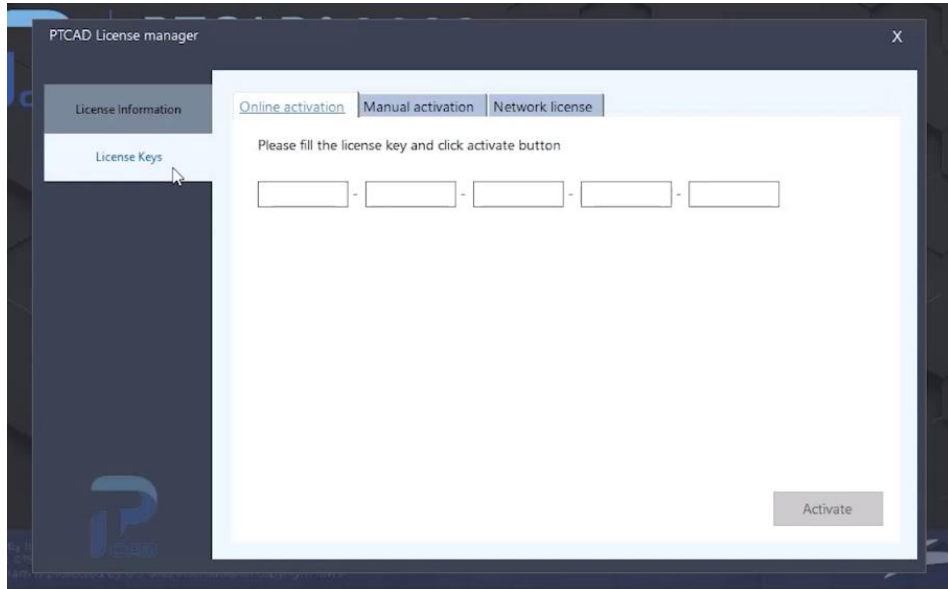 PTCAD License manager
X
License Information
License Keys
Online activation
Manual activation
Network license
Please fill the license key and click activate button
- - - -
Activate